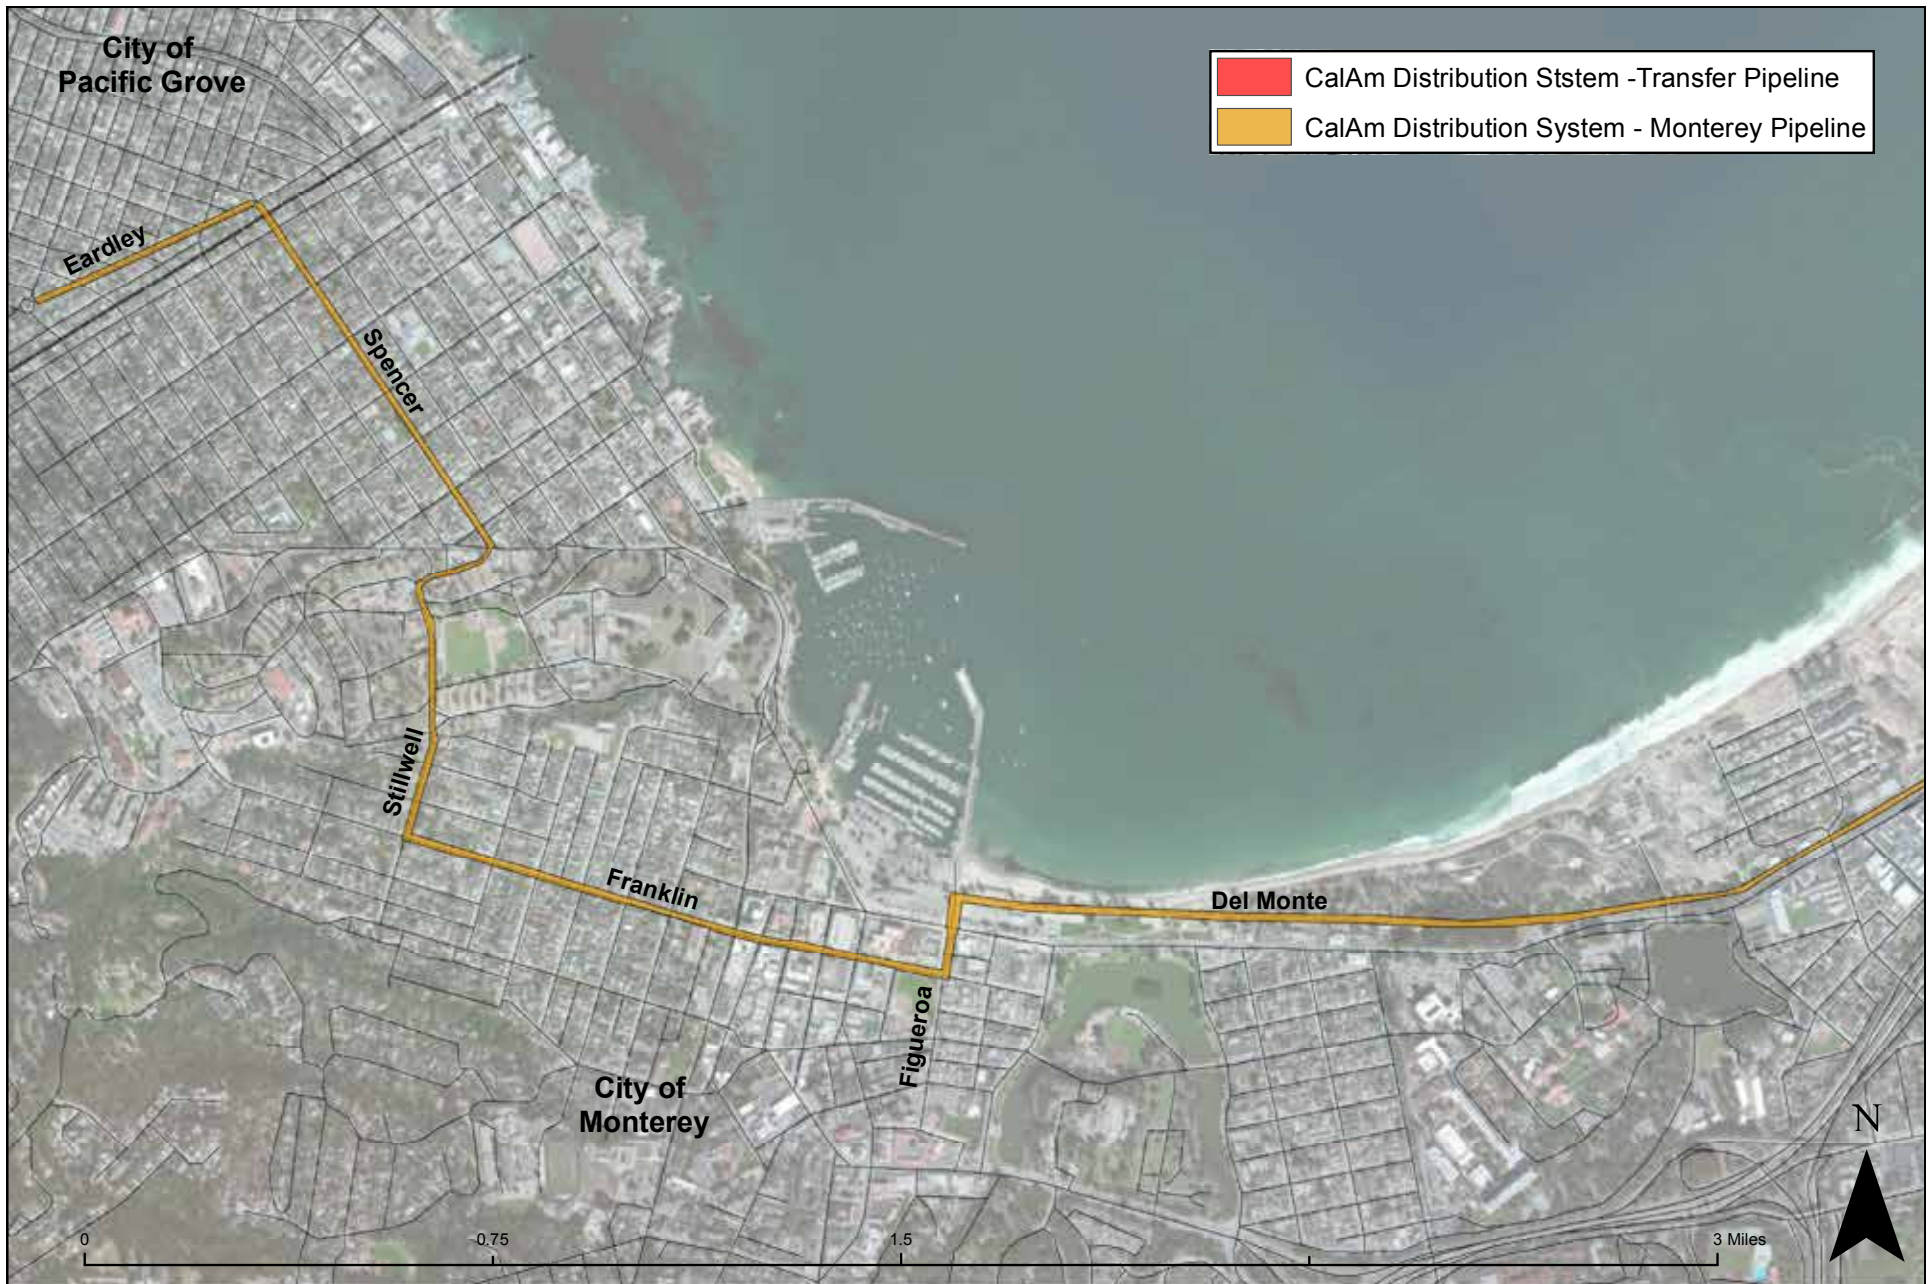 City of
Pacific Grove
CalAm Distribution Ststem -Transfer Pipeline
CalAm Distribution System - Monterey Pipeline
Eardley
Spencer
Stillwell
Franklin
Del Monte
Figueroa
City of
Monterey
N
0 0.75 1.5 3 Miles